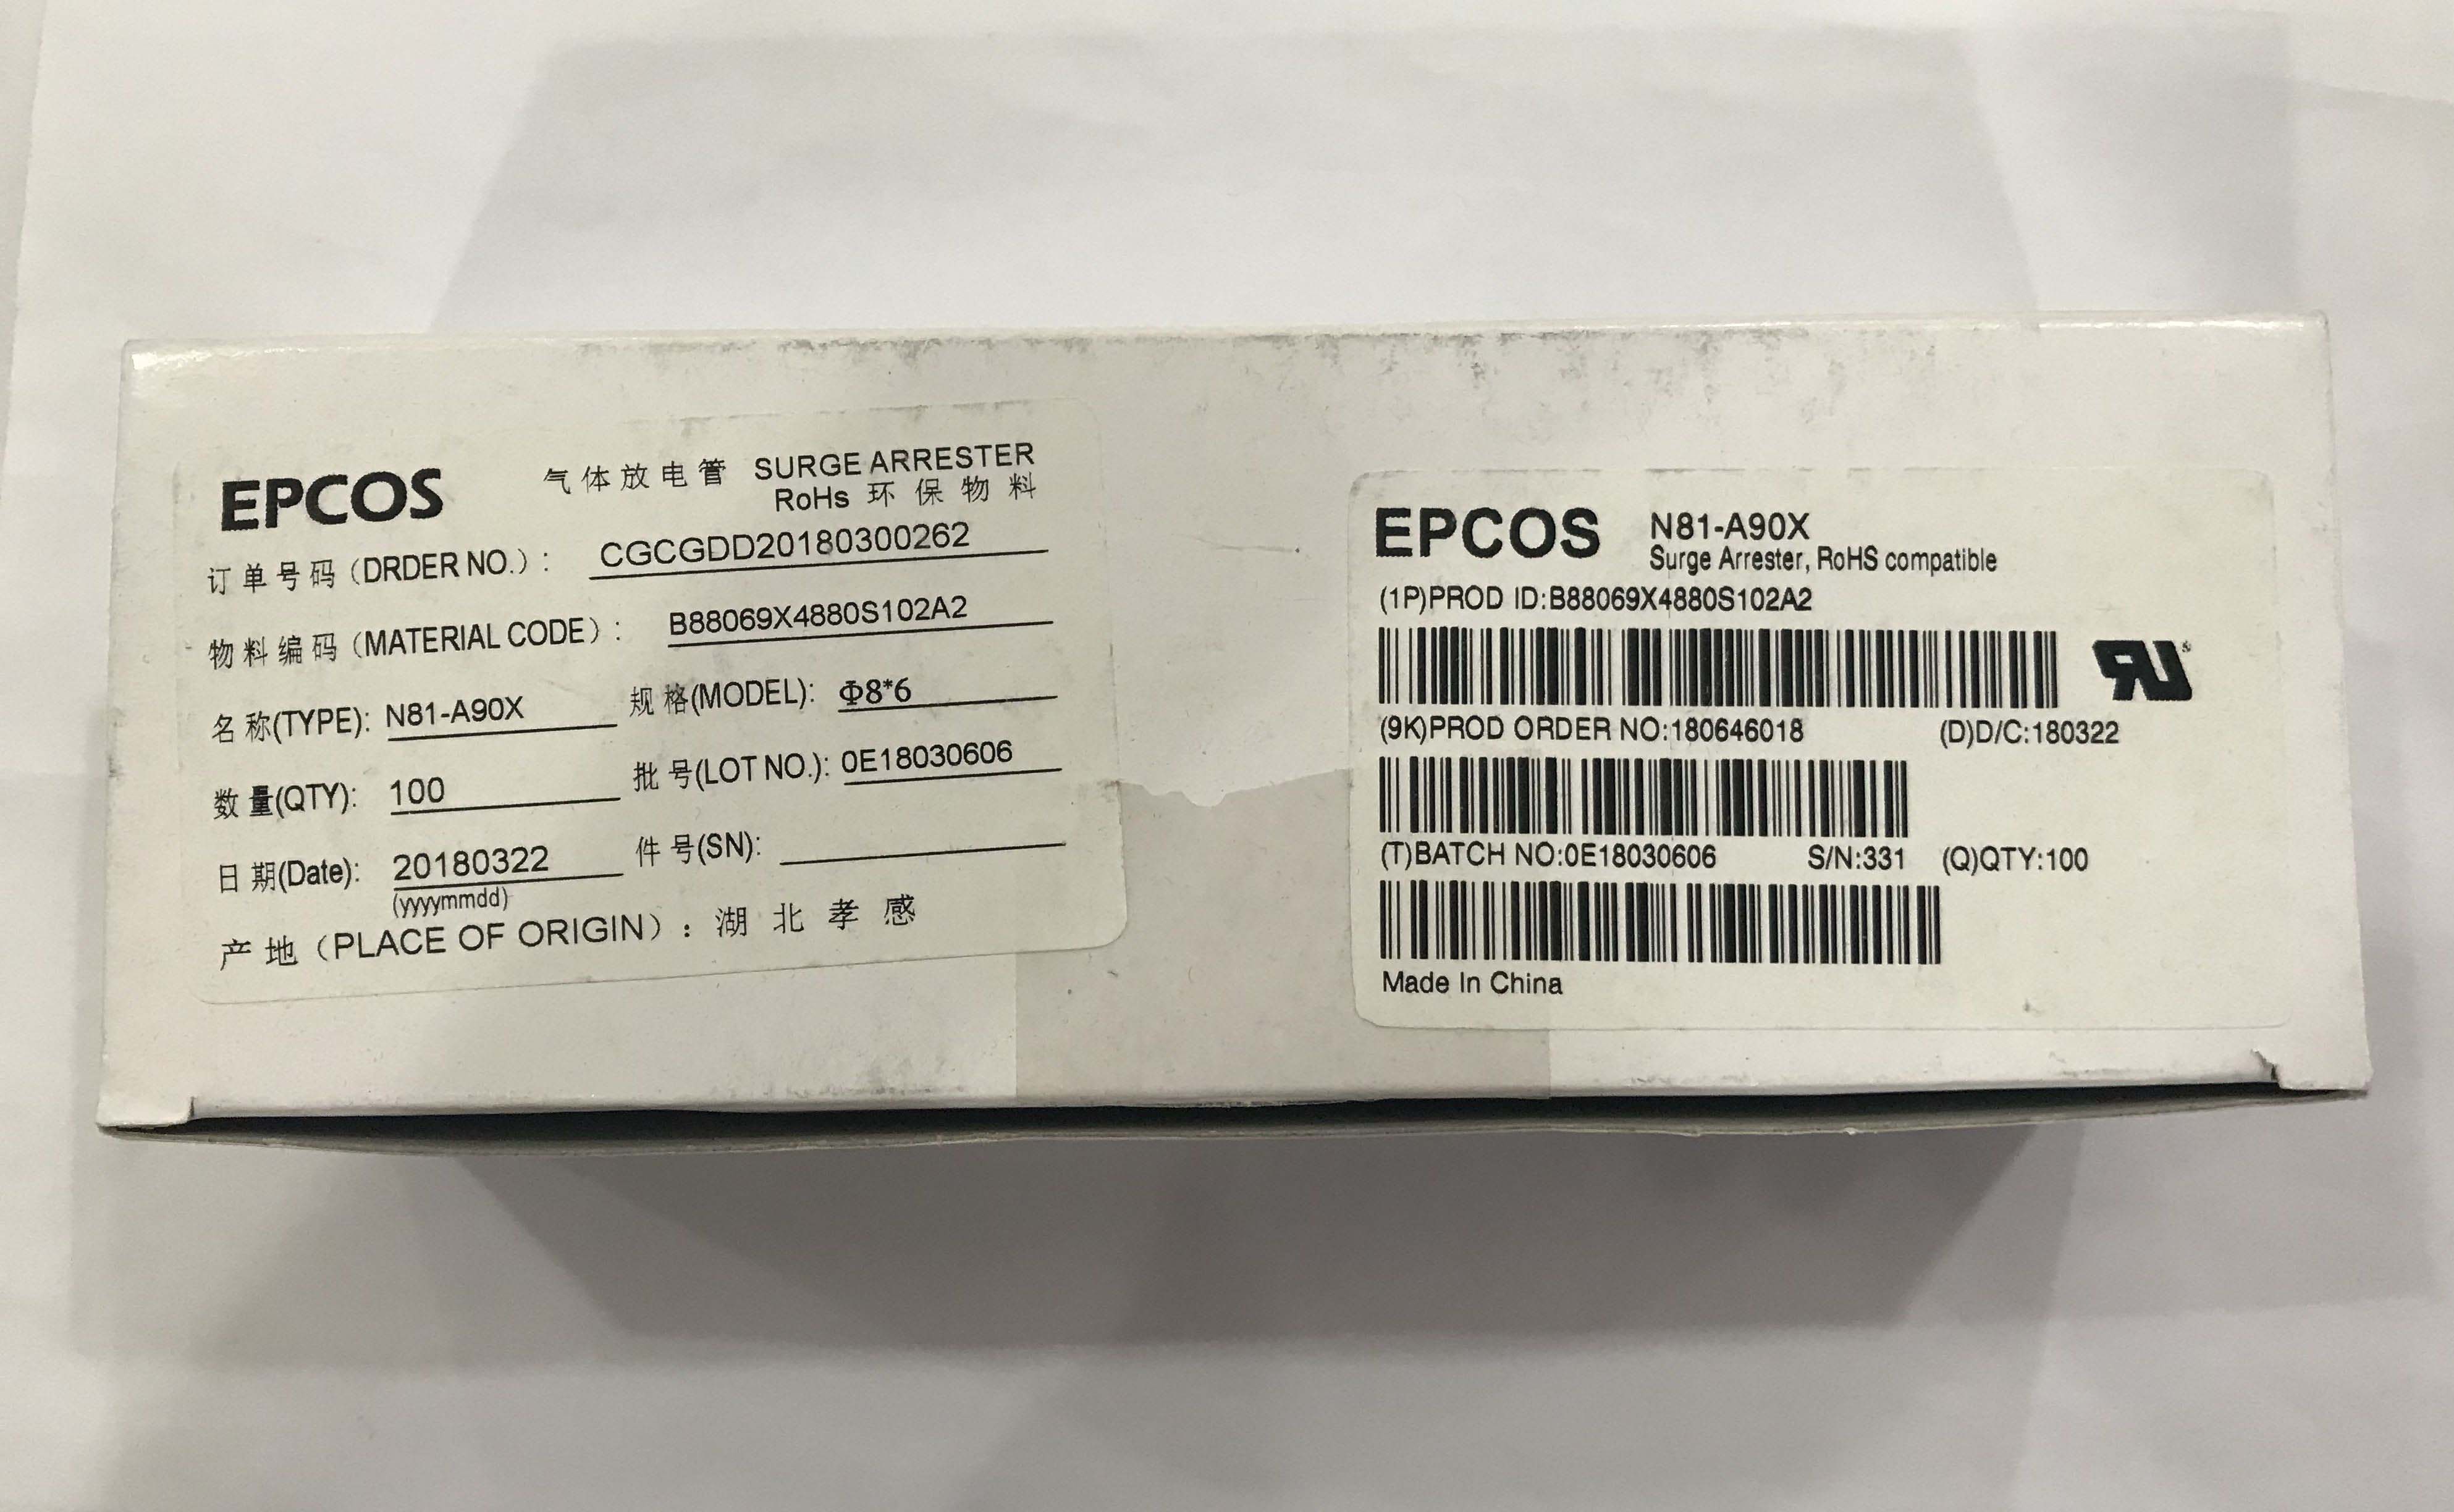 EPCOS
气体放电管 SURGE ARRESTER
RoHs 环保物料
订单号码（DRDER NO.）: CGCGDD20180300262
物料编码（MATERIAL CODE）: B88069X4880S102A2
名称(TYPE): N81-A90X 规格(MODEL): Φ8*6
数量(QTY): 100 批号(LOT NO.): 0E18030606
日期(Date): 20180322 件号(SN):
(yyyymmdd)
产地（PLACE OF ORIGIN）: 湖北孝感
EPCOS N81-A90X
Surge Arrester, RoHS compatible
(1P)PROD ID:B88069X4880S102A2
RU®
(9K)PROD ORDER NO:180646018 (D)D/C:180322
(T)BATCH NO:0E18030606 S/N:331 (Q)QTY:100
Made In China